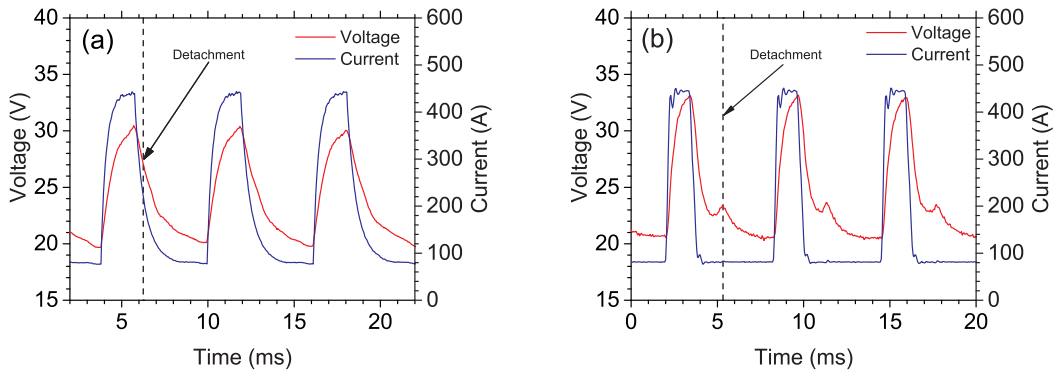 (a)
Voltage
Current
Detachment
Voltage (V)
40
35
30
25
20
15
Current (A)
600
500
400
300
200
100
0
5 10 15 20
Time (ms)
(b)
Voltage
Current
Detachment
Voltage (V)
40
35
30
25
20
15
Current (A)
600
500
400
300
200
100
0
0 5 10 15 20
Time (ms)